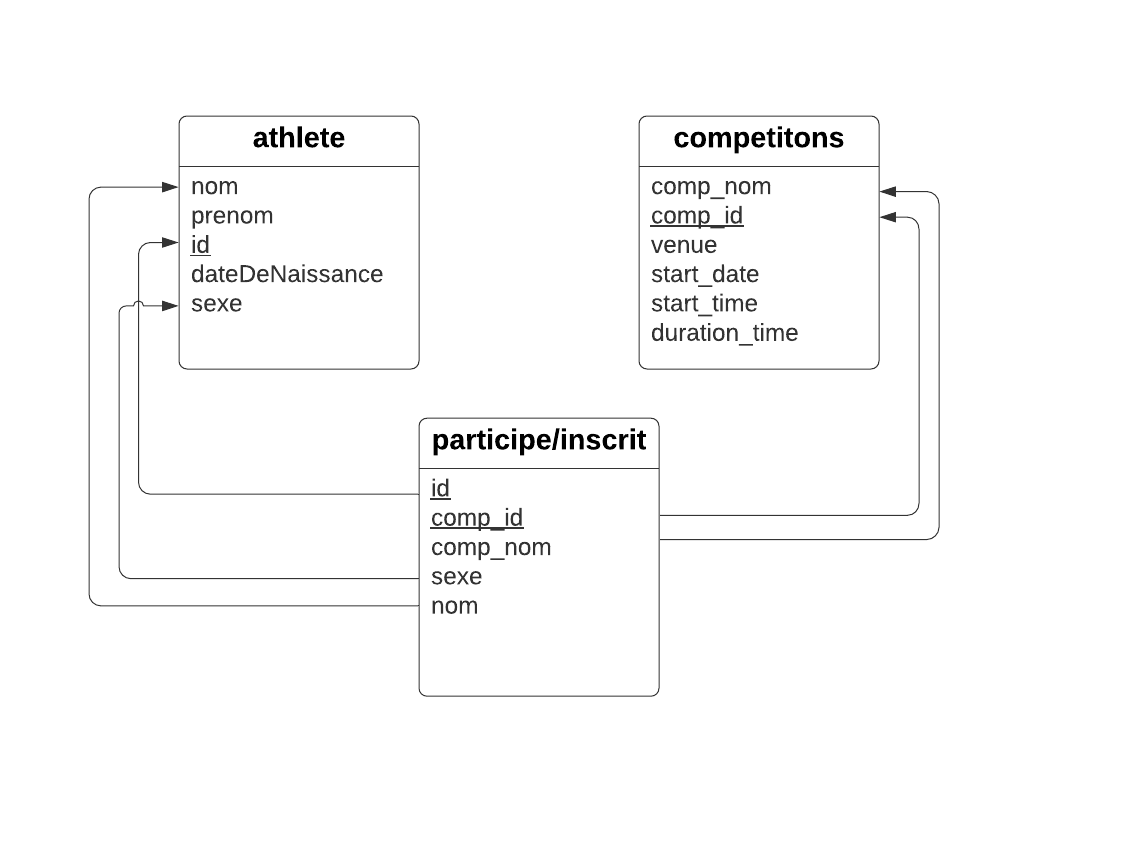 athlete
nom
prenom
id
dateDeNaissance
sexe
competitons
comp_nom
comp_id
venue
start_date
start_time
duration_time
participe/inscrit
id
comp_id
comp_nom
sexe
nom